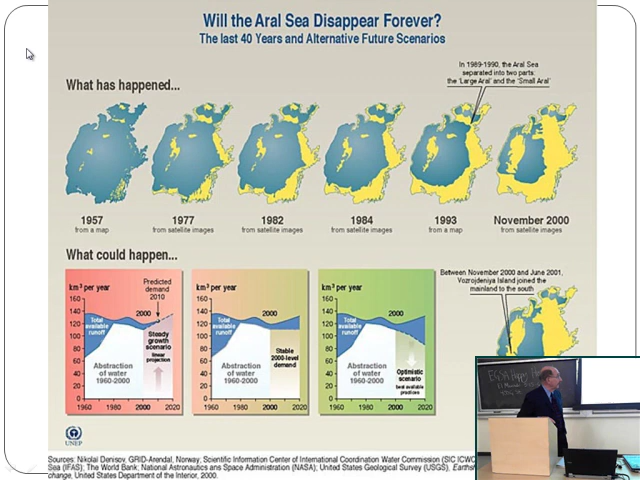 Will the Aral Sea Disappear Forever?
The last 40 Years and Alternative Future Scenarios
What has happened...
In 1989-1990, the Aral Sea
separated into two parts:
the 'Large Aral' and the 'Small Aral'
1957
from a map
1977
from satellite images
1982
from satellite images
1984
from satellite images
1993
from a map
November 2000
from satellite images
What could happen...
Between November 2000 and June 2001,
Vozrojdeniya Island joined the
mainland to the south
km³ per year
Predicted
demand
2010
160
140
120
100
80
60
40
20
0
2000
Total
available
runoff
Steady
growth
scenario
linear
projection
Abstraction
of water
1960-2000
1960 1980 2000 2020
km³ per year
160
140
120
100
80
60
40
20
0
2000
Total
available
runoff
Stable
2000-level
demand
Abstraction
of water
1960-2000
1960 1980 2000 2020
km³ per year
160
140
120
100
80
60
40
20
0
2000
Total
available
runoff
Optimistic
scenario
best available
practices
Abstraction
of water
1960-2000
1960 1980 2000 2020
UNEP
Sources: Nikolai Denisov, GRID-Arendal, Norway; Scientific Information Center of International Coordination Water Commission (SIC ICWC
Sea (IFAS); The World Bank; National Astronautics ans Space Administration (NASA); United States Geological Survey (USGS), Earthsh
change, United States Department of the Interior, 2000.